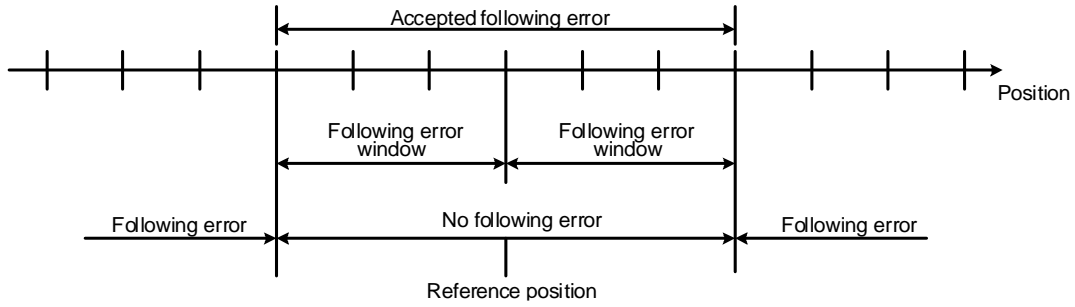 Accepted following error
Position
Following error
window
Following error
window
Following error
No following error
Following error
Reference position